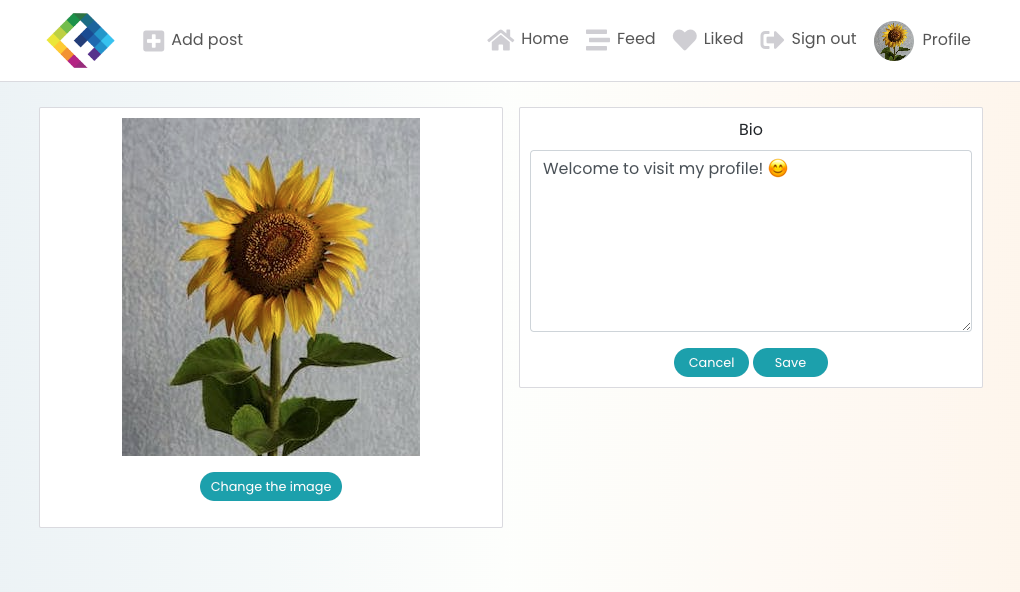 Add post
Home
Feed
Liked
Sign out
Profile
Change the image
Bio
Welcome to visit my profile! 😊
Cancel
Save